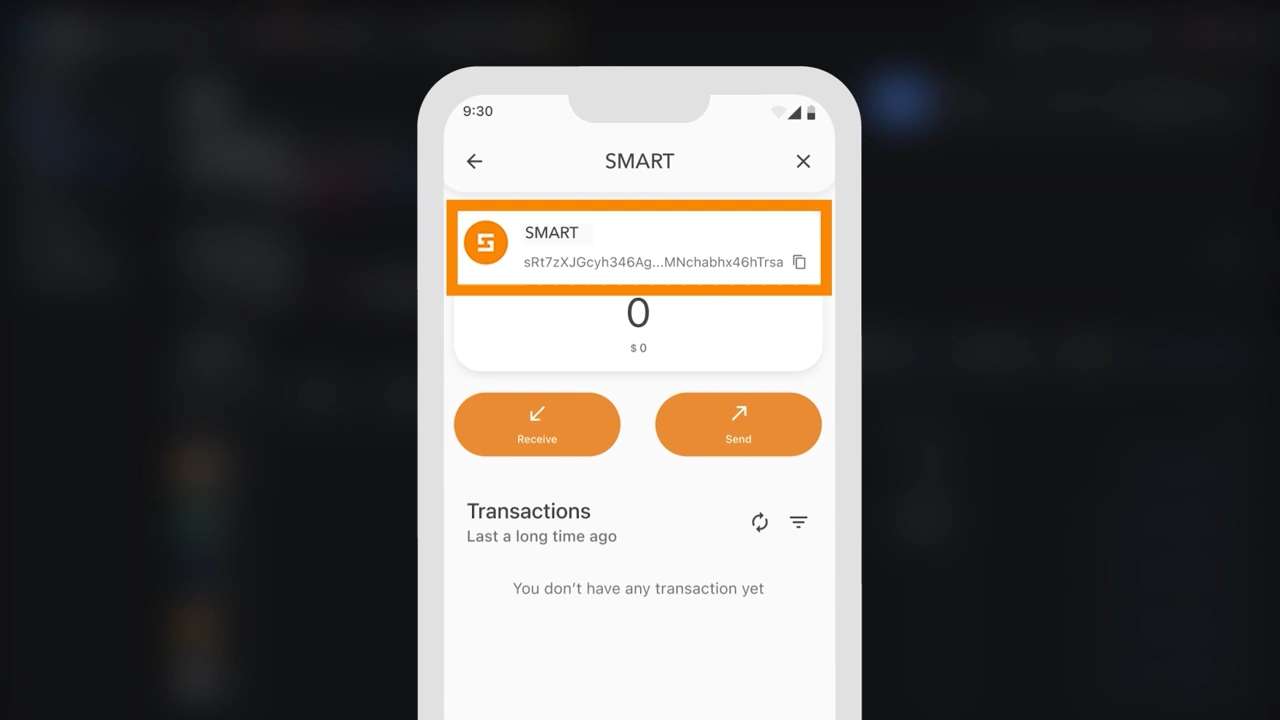 9:30
SMART
SMART
sRt7zXJGcyh346Ag...MNchabhx46hTrsa
0
$ 0
Receive
Send
Transactions
Last a long time ago
You don’t have any transaction yet